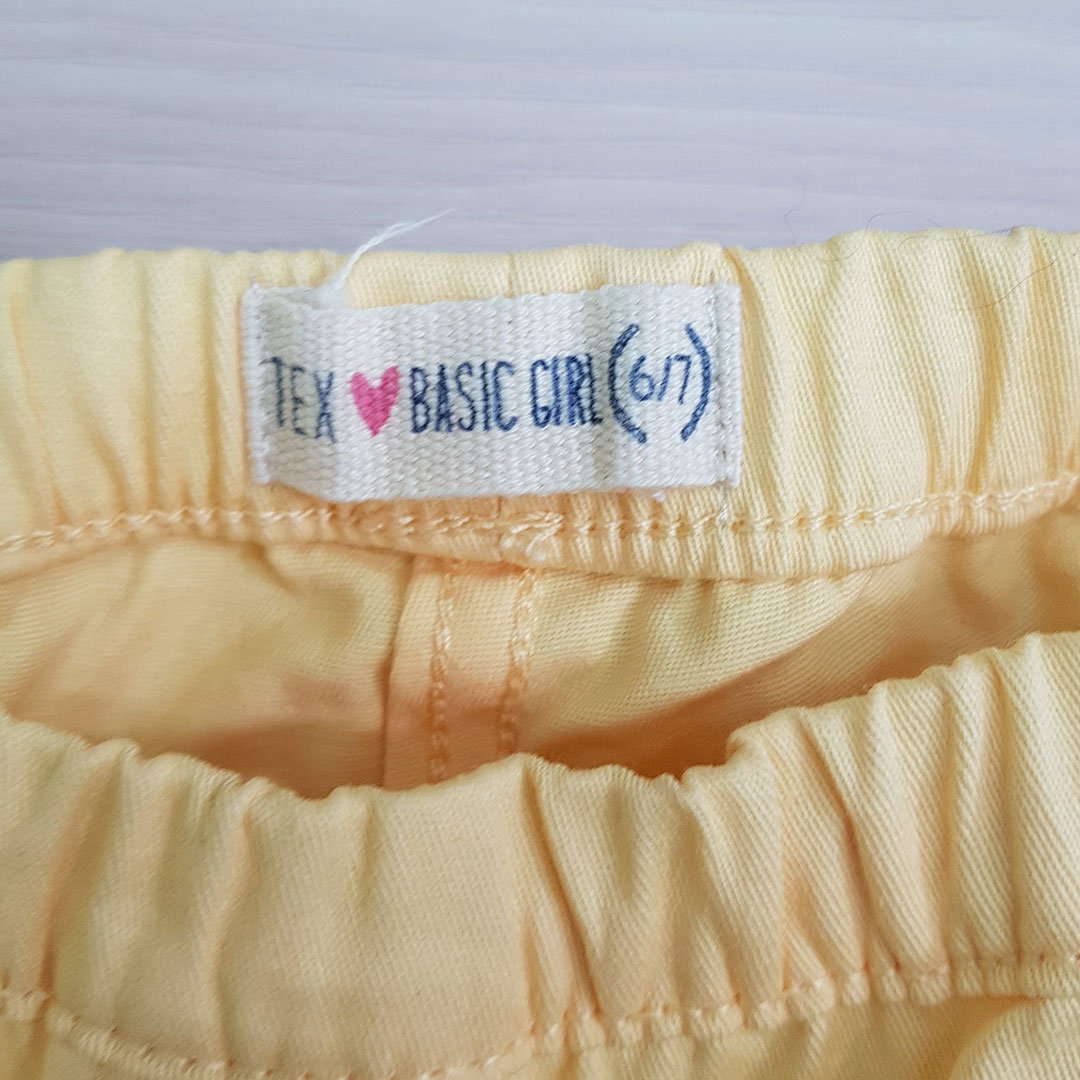 TEX ♥ BASIC GIRL (6/7)